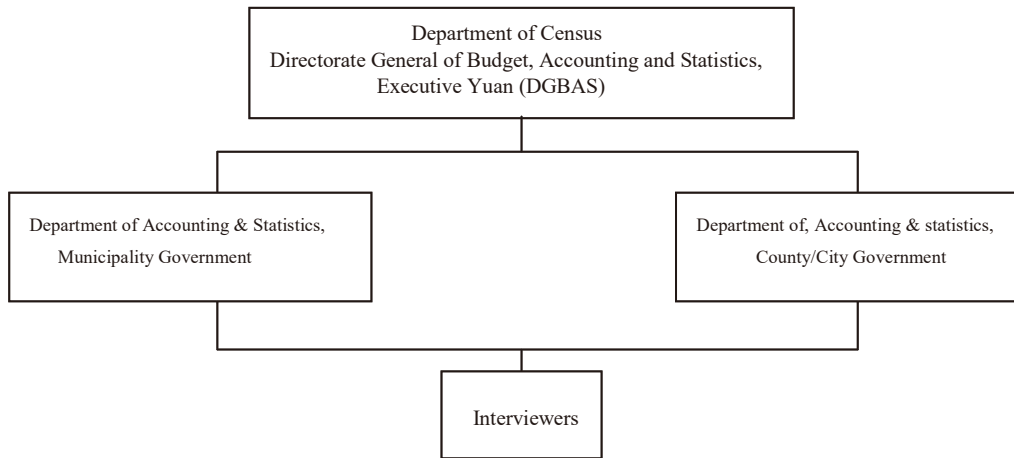 Department of Census
Directorate General of Budget, Accounting and Statistics,
Executive Yuan (DGBAS)
Department of Accounting & Statistics,
Municipality Government
Department of, Accounting & statistics,
County/City Government
Interviewers